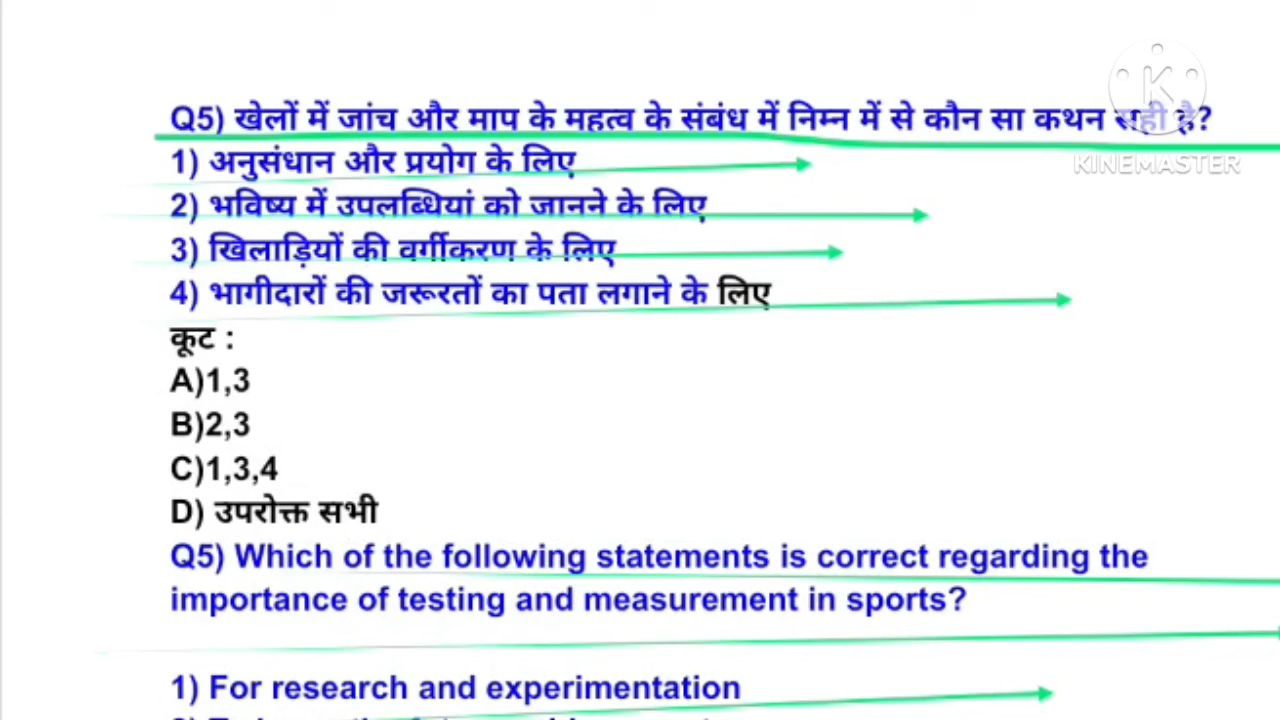 Q5) खेलों में जांच और माप के महत्व के संबंध में निम्न में से कौन सा कथन सही है?
KINEMASTER
1) अनुसंधान और प्रयोग के लिए
2) भविष्य में उपलब्धियां को जानने के लिए
3) खिलाड़ियों की वर्गीकरण के लिए
4) भागीदारों की जरूरतों का पता लगाने के लिए
कूट :
A)1,3
B)2,3
C)1,3,4
D) उपरोक्त सभी
Q5) Which of the following statements is correct regarding the
importance of testing and measurement in sports?
1) For research and experimentation